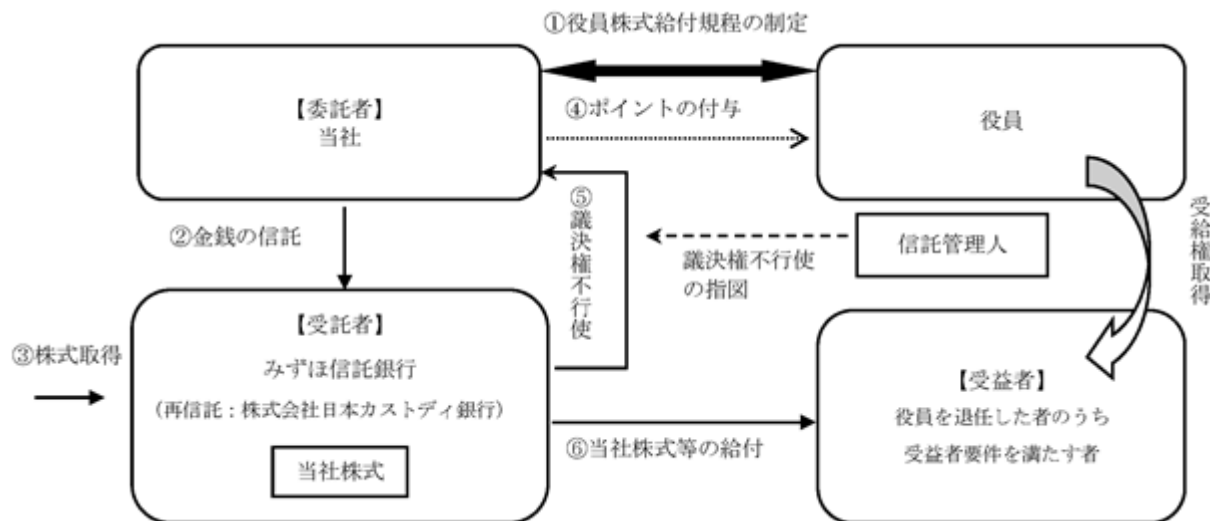 ①役員株式給付規程の制定
【委託者】
当社
④ポイントの付与
役員
②金銭の信託
⑤議決権不行使
議決権不行使
の指図
信託管理人
受給権取得
③株式取得
【受託者】
みずほ信託銀行
(再信託：株式会社日本カストディ銀行)
当社株式
⑥当社株式等の給付
【受益者】
役員を退任した者のうち
受益者要件を満たす者